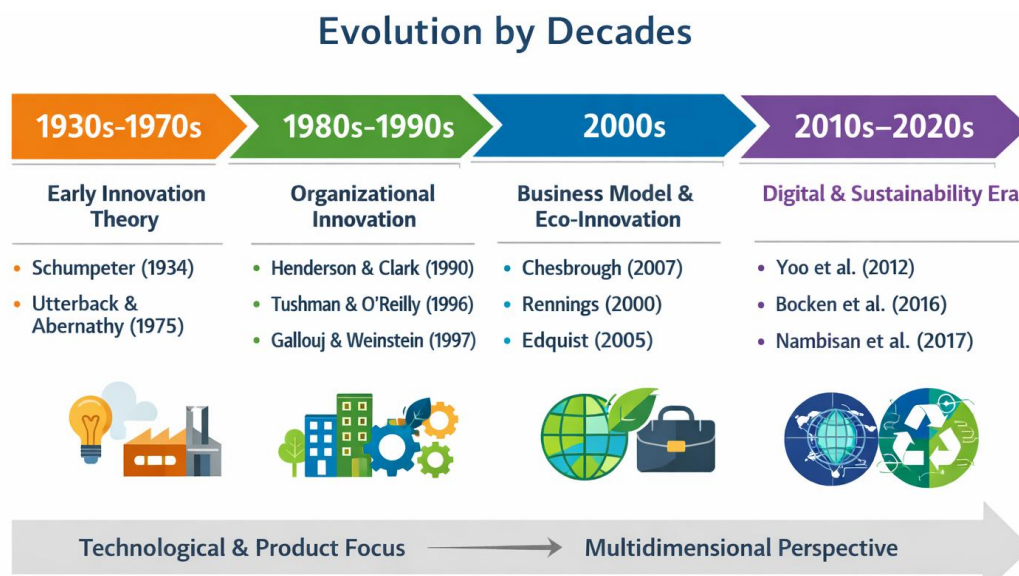 Evolution by Decades
1930s-1970s
1980s-1990s
2000s
2010s–2020s
Early Innovation
Theory
• Schumpeter (1934)
• Utterback &
Abernathy (1975)
Organizational
Innovation
• Henderson & Clark (1990)
• Tushman & O'Reilly (1996)
• Gallouj & Weinstein (1997)
Business Model &
Eco-Innovation
• Chesbrough (2007)
• Rennings (2000)
• Edquist (2005)
Digital & Sustainability Era
• Yoo et al. (2012)
• Bocken et al. (2016)
• Nambisan et al. (2017)
Technological & Product Focus
Multidimensional Perspective